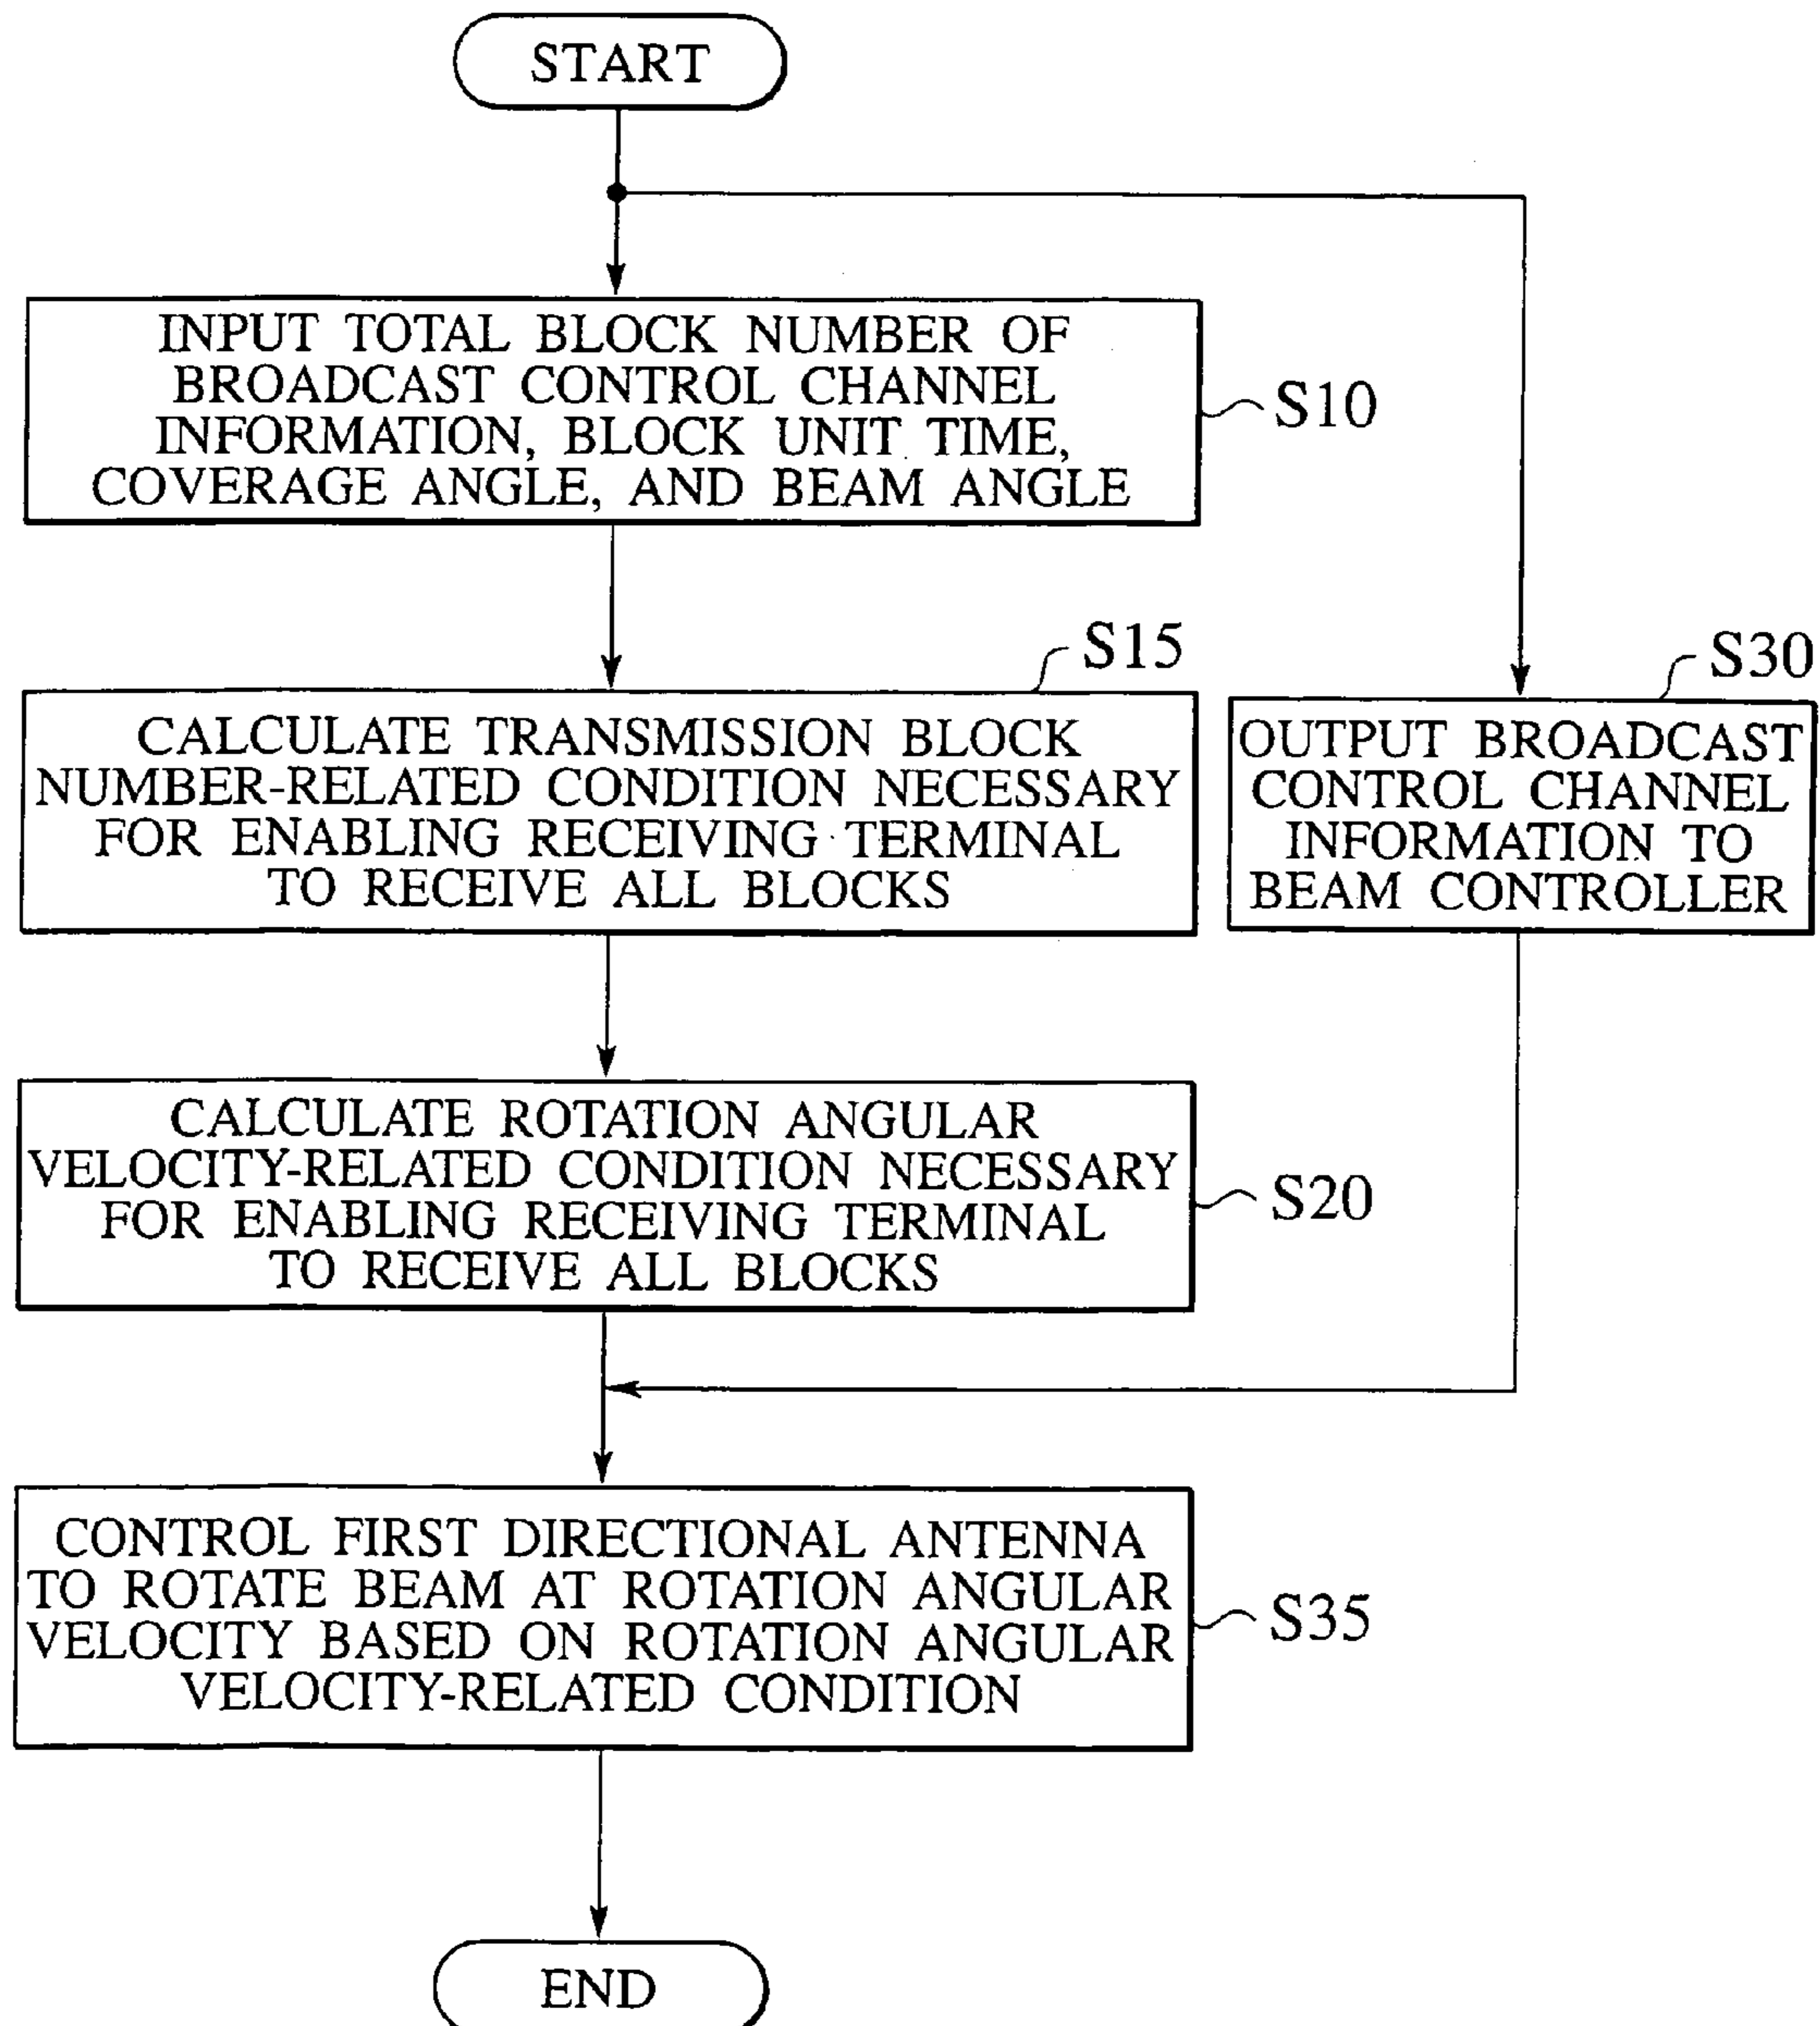 START
INPUT TOTAL BLOCK NUMBER OF
BROADCAST CONTROL CHANNEL
INFORMATION, BLOCK UNIT TIME,
COVERAGE ANGLE, AND BEAM ANGLE
S10
S15
CALCULATE TRANSMISSION BLOCK
NUMBER-RELATED CONDITION NECESSARY
FOR ENABLING RECEIVING TERMINAL
TO RECEIVE ALL BLOCKS
S30
OUTPUT BROADCAST
CONTROL CHANNEL
INFORMATION TO
BEAM CONTROLLER
CALCULATE ROTATION ANGULAR
VELOCITY-RELATED CONDITION NECESSARY
FOR ENABLING RECEIVING TERMINAL
TO RECEIVE ALL BLOCKS
S20
CONTROL FIRST DIRECTIONAL ANTENNA
TO ROTATE BEAM AT ROTATION ANGULAR
VELOCITY BASED ON ROTATION ANGULAR
VELOCITY-RELATED CONDITION
S35
END